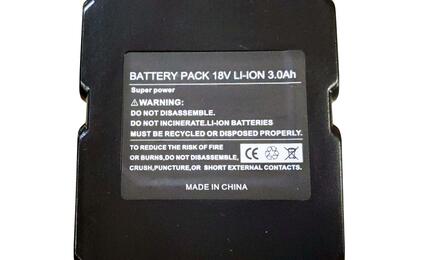 BATTERY PACK 18V LI-ION 3.0Ah
Super power
⚠WARNING:
DO NOT DISASSEMBLE.
DO NOT INCINERATE.LI-ION BATTERIES
MUST BE RECYCLED OR DISPOSED PROPERLY.
TO REDUCE THE RISK OF FIRE
OR BURNS,DO NOT DISASSEMBLE, CE
CRUSH,PUNCTURE,OR SHORT EXTERNAL CONTACTS.
MADE IN CHINA